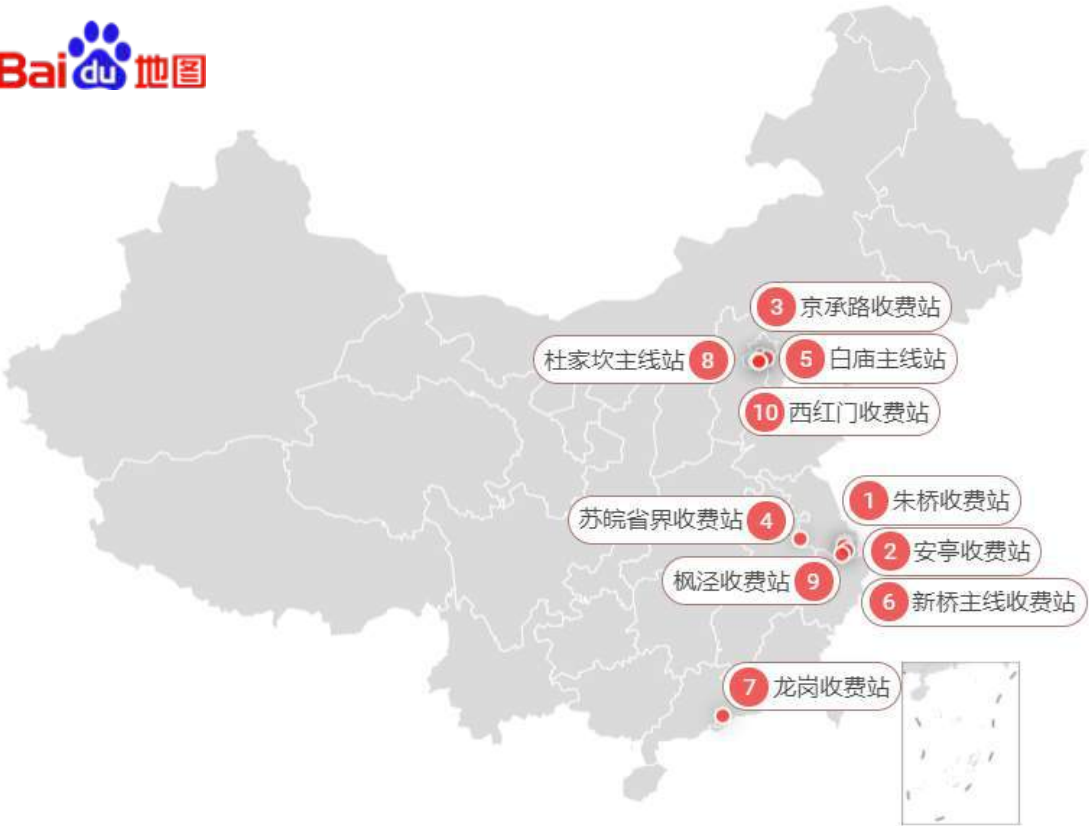 Bai du 地图
3 京承路收费站
杜家坎主线站 8
5 白庙主线站
10 西红门收费站
1 朱桥收费站
苏皖省界收费站 4
2 安亭收费站
枫泾收费站 9
6 新桥主线收费站
7 龙岗收费站